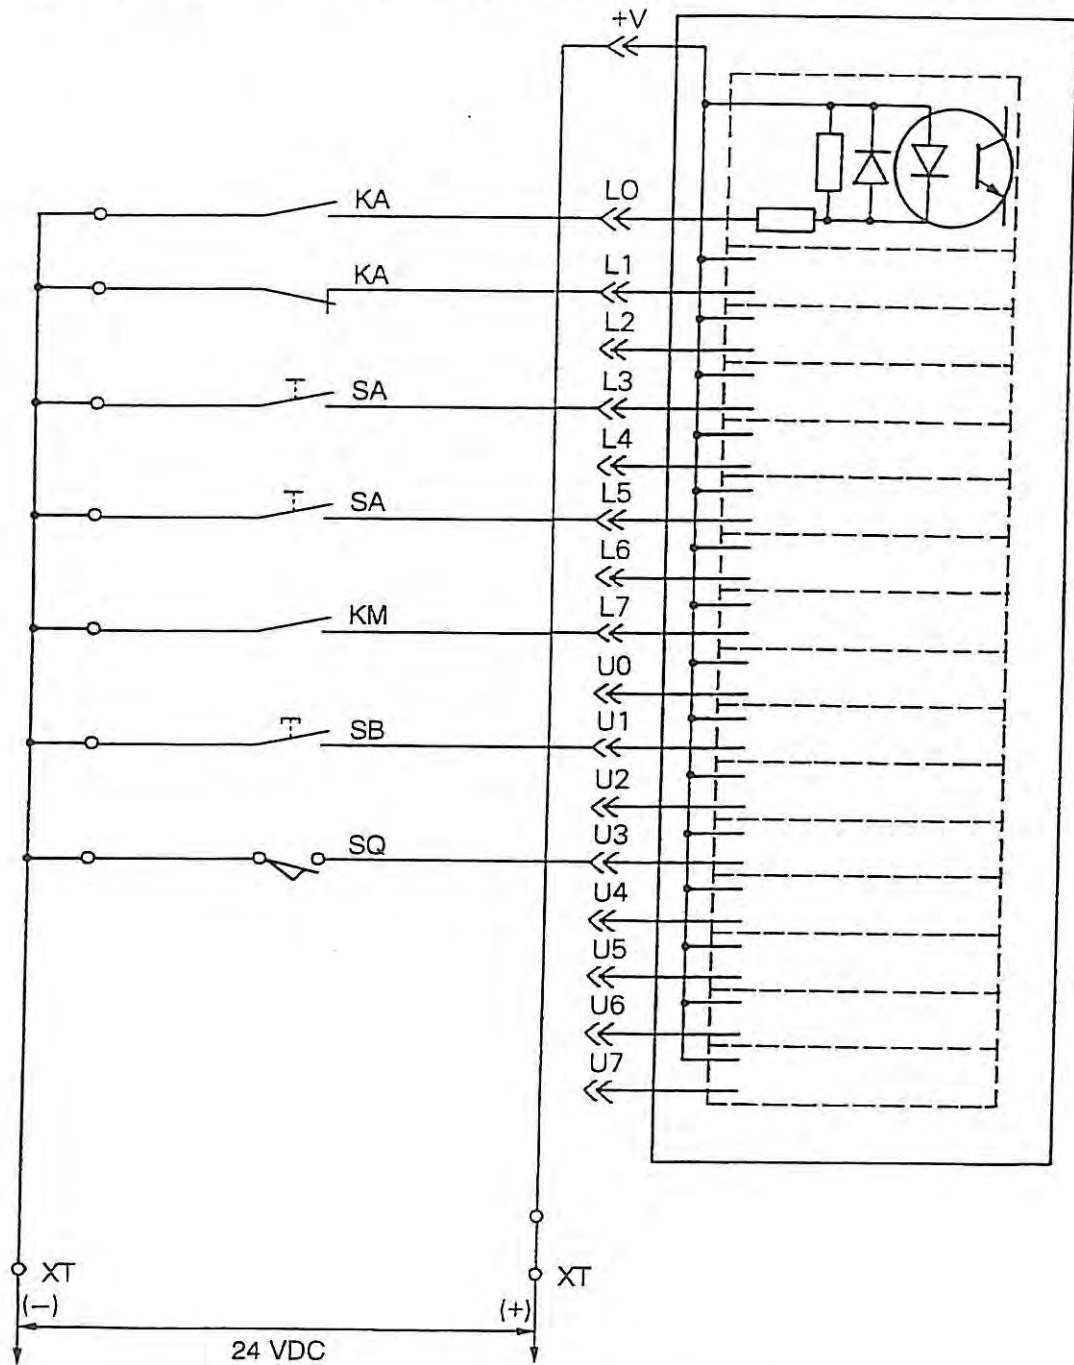 +V
KA LO
KA L1
L2
SA L3
L4
SA L5
L6
KM L7
U0
SB U1
U2
SQ U3
U4
U5
U6
U7
XT XT
(—) (+)
24 VDC